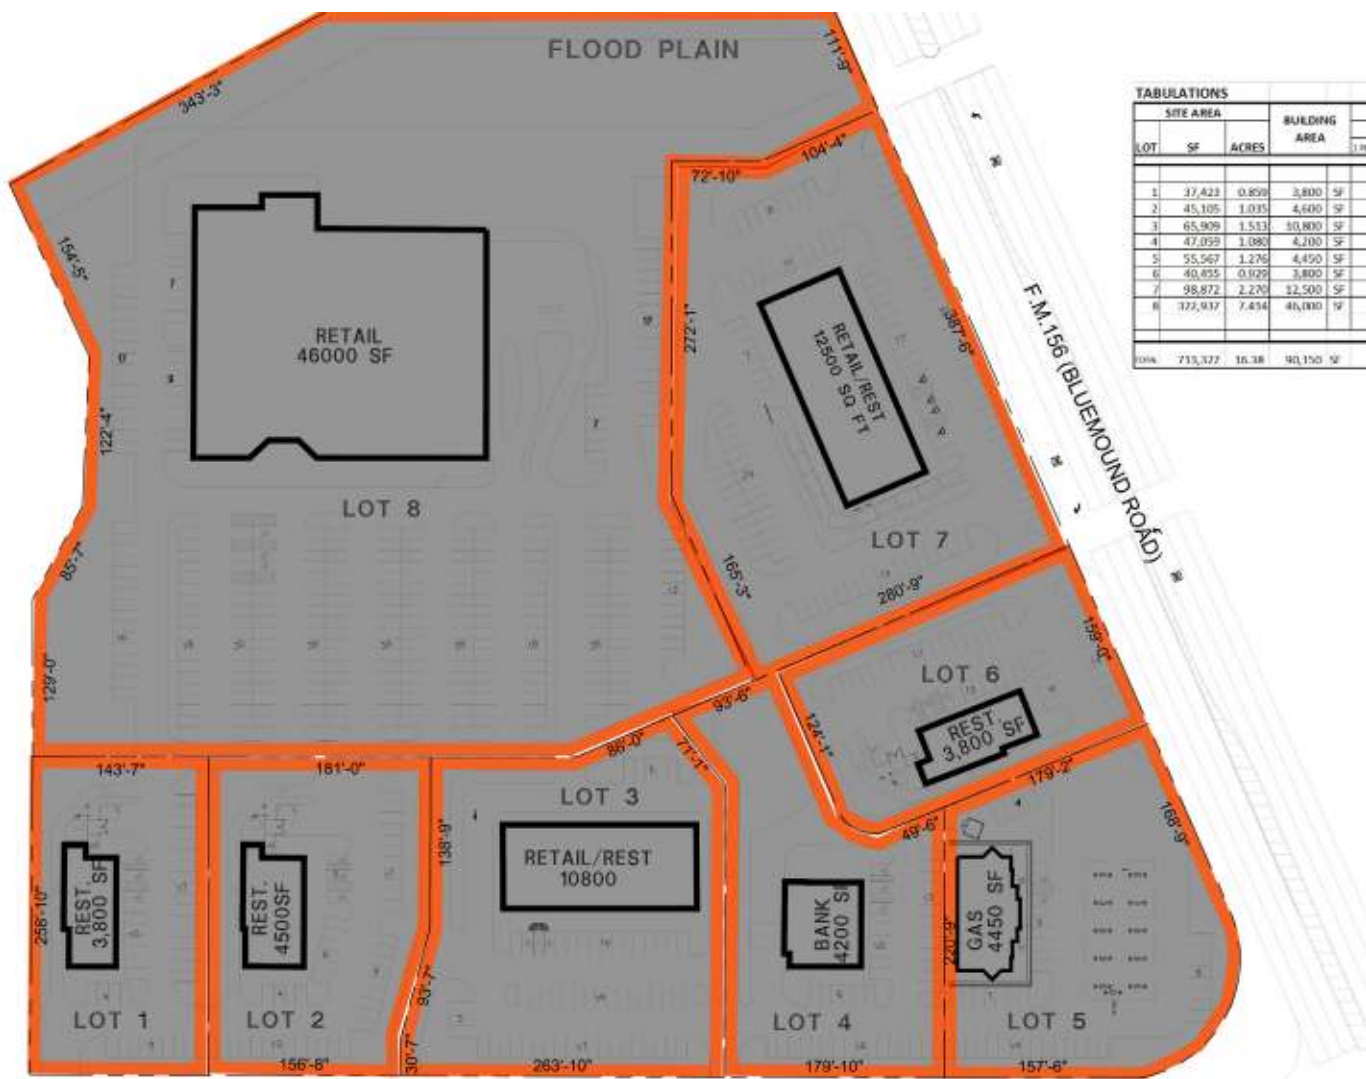 FLOOD PLAIN
111'-9"
343'-3"
104'-4"
72'-10"
154'-5"
RETAIL
46000 SF
272'-1"
RETAIL/REST
12500 SQ FT
387'-6"
F.M.156 (BLUEMOUND ROAD)
122'-4"
LOT 8
LOT 7
85'-7"
165'-3"
280'-9"
129'-0"
159'-0"
LOT 6
REST.
3,800 SF
93'-6"
124'-1"
86'-0"
71'-1"
179'-2"
49'-6"
168'-9"
143'-7"
181'-0"
LOT 3
138'-9"
RETAIL/REST
10800
REST.
3,800 SF
258'-10"
REST.
4500SF
BANK
4200 SF
GAS
4450 SF
220'-9"
93'-7"
LOT 1
LOT 2
LOT 4
LOT 5
156'-8"
30'-7"
263'-10"
179'-10"
157'-6"
TABULATIONS
SITE AREA
BUILDING
AREA
LOT SF ACRES
1 37,423 0.859 3,800 SF
2 45,105 1.035 4,600 SF
3 65,909 1.513 10,800 SF
4 47,059 1.080 4,200 SF
5 55,567 1.276 4,450 SF
6 40,455 0.929 3,800 SF
7 98,872 2.270 12,500 SF
8 322,937 7.414 46,000 SF
TOTAL 713,327 16.38 90,150 SF